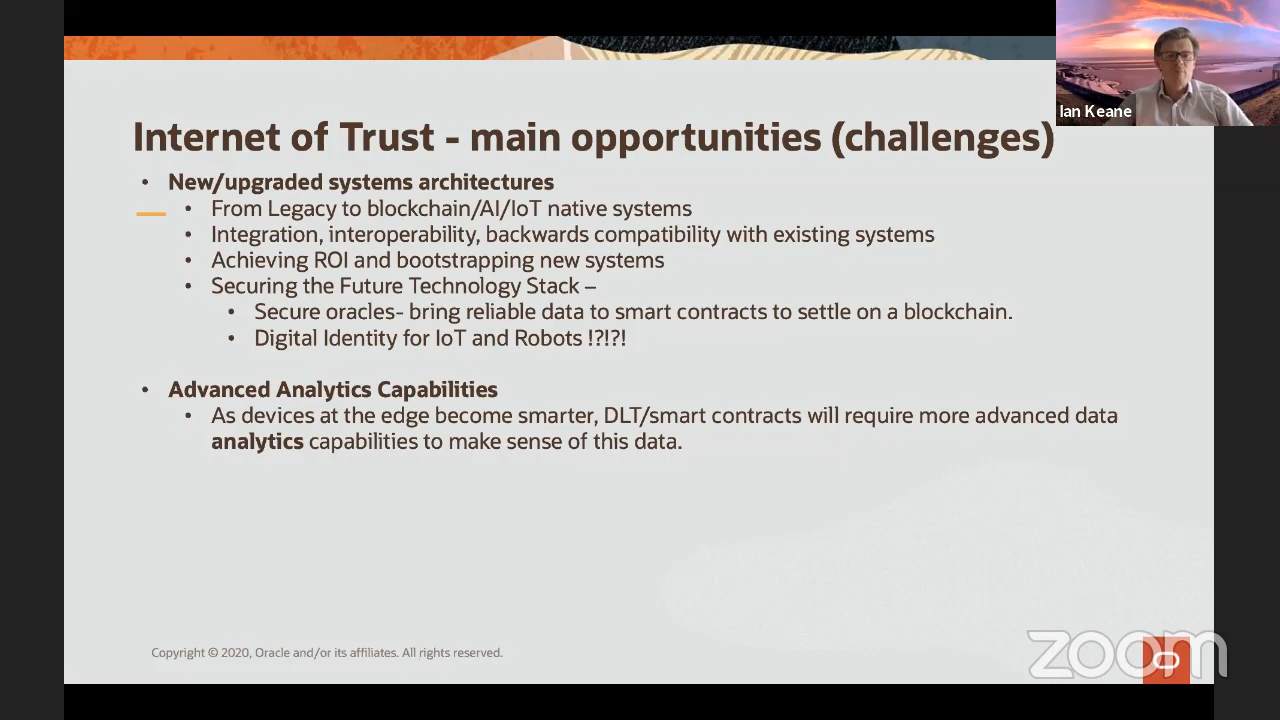 Ian Keane
Internet of Trust - main opportunities (challenges)
• New/upgraded systems architectures
• From Legacy to blockchain/AI/IoT native systems
• Integration, interoperability, backwards compatibility with existing systems
• Achieving ROI and bootstrapping new systems
• Securing the Future Technology Stack –
• Secure oracles- bring reliable data to smart contracts to settle on a blockchain.
• Digital Identity for IoT and Robots !?!?!
• Advanced Analytics Capabilities
• As devices at the edge become smarter, DLT/smart contracts will require more advanced data
analytics capabilities to make sense of this data.
Copyright © 2020, Oracle and/or its affiliates. All rights reserved.
zoom